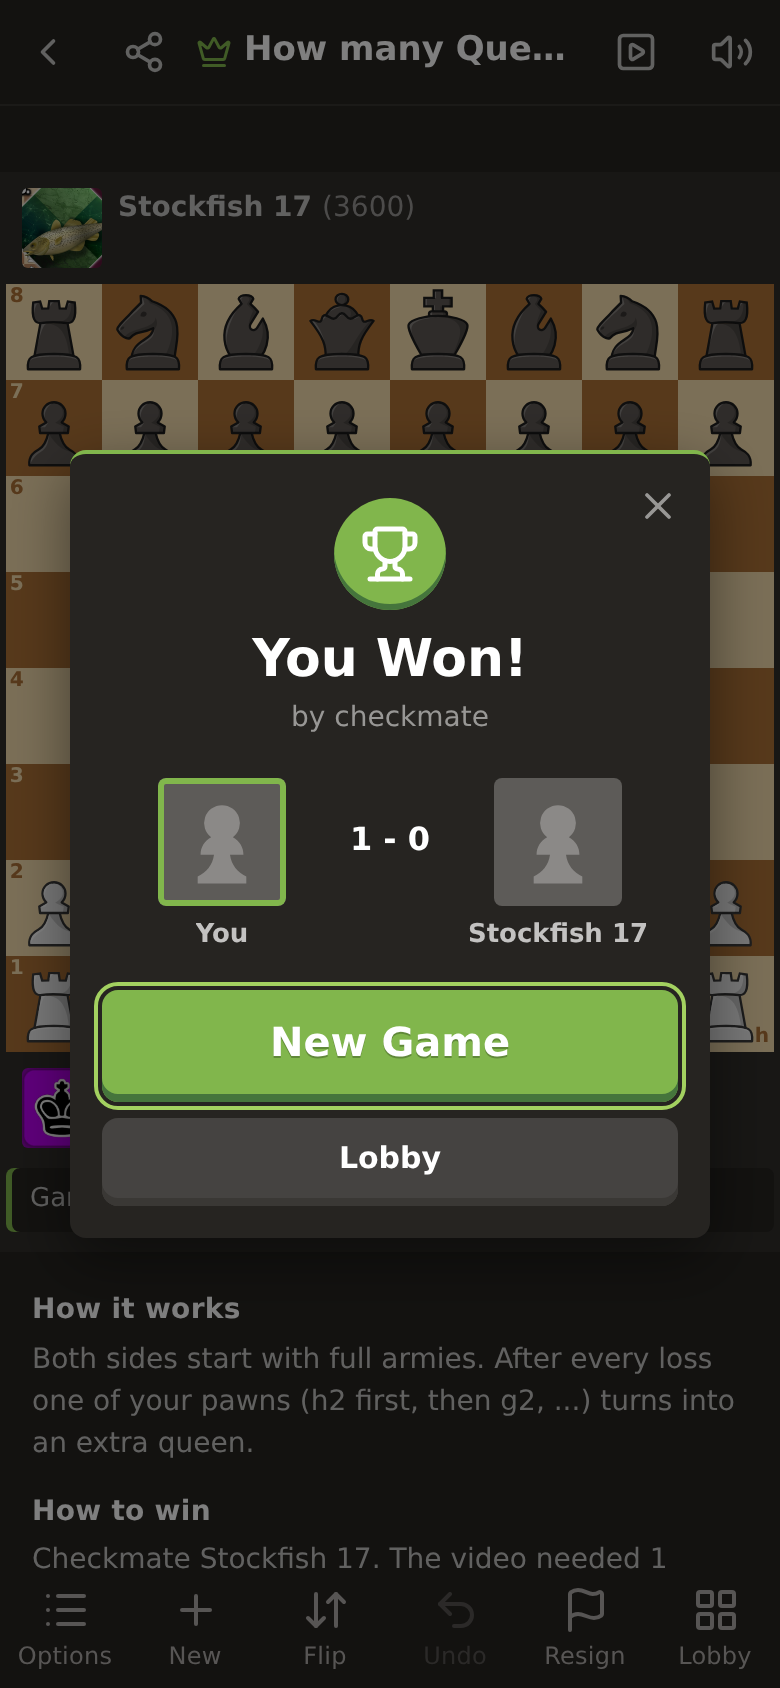 How many Que...
Stockfish 17 (3600)
8
7
6
5
4
3
2
1
h
You Won!
by checkmate
1 - 0
You
Stockfish 17
New Game
Lobby
How it works
Both sides start with full armies. After every loss
one of your pawns (h2 first, then g2, ...) turns into
an extra queen.
How to win
Checkmate Stockfish 17. The video needed 1
Options
New
Flip
Undo
Resign
Lobby